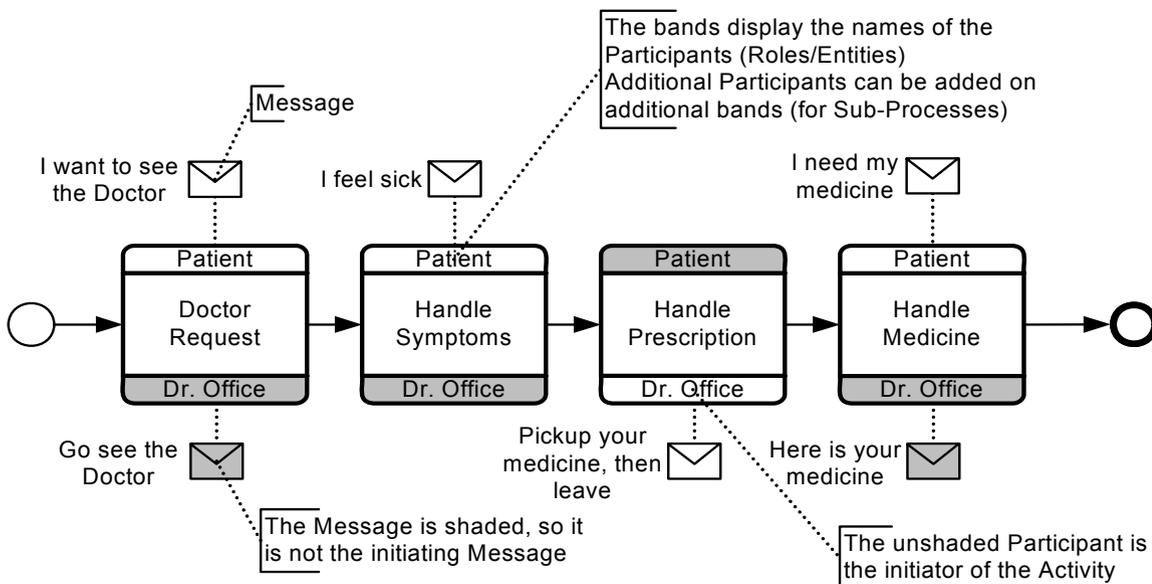 The bands display the names of the
Participants (Roles/Entities)
Additional Participants can be added on
additional bands (for Sub-Processes)
Message
I want to see
the Doctor
I feel sick
I need my
medicine
Patient
Doctor
Request
Dr. Office
Patient
Handle
Symptoms
Dr. Office
Patient
Handle
Prescription
Dr. Office
Patient
Handle
Medicine
Dr. Office
Go see the
Doctor
Pickup your
medicine, then
leave
Here is your
medicine
The Message is shaded, so it
is not the initiating Message
The unshaded Participant is
the initiator of the Activity